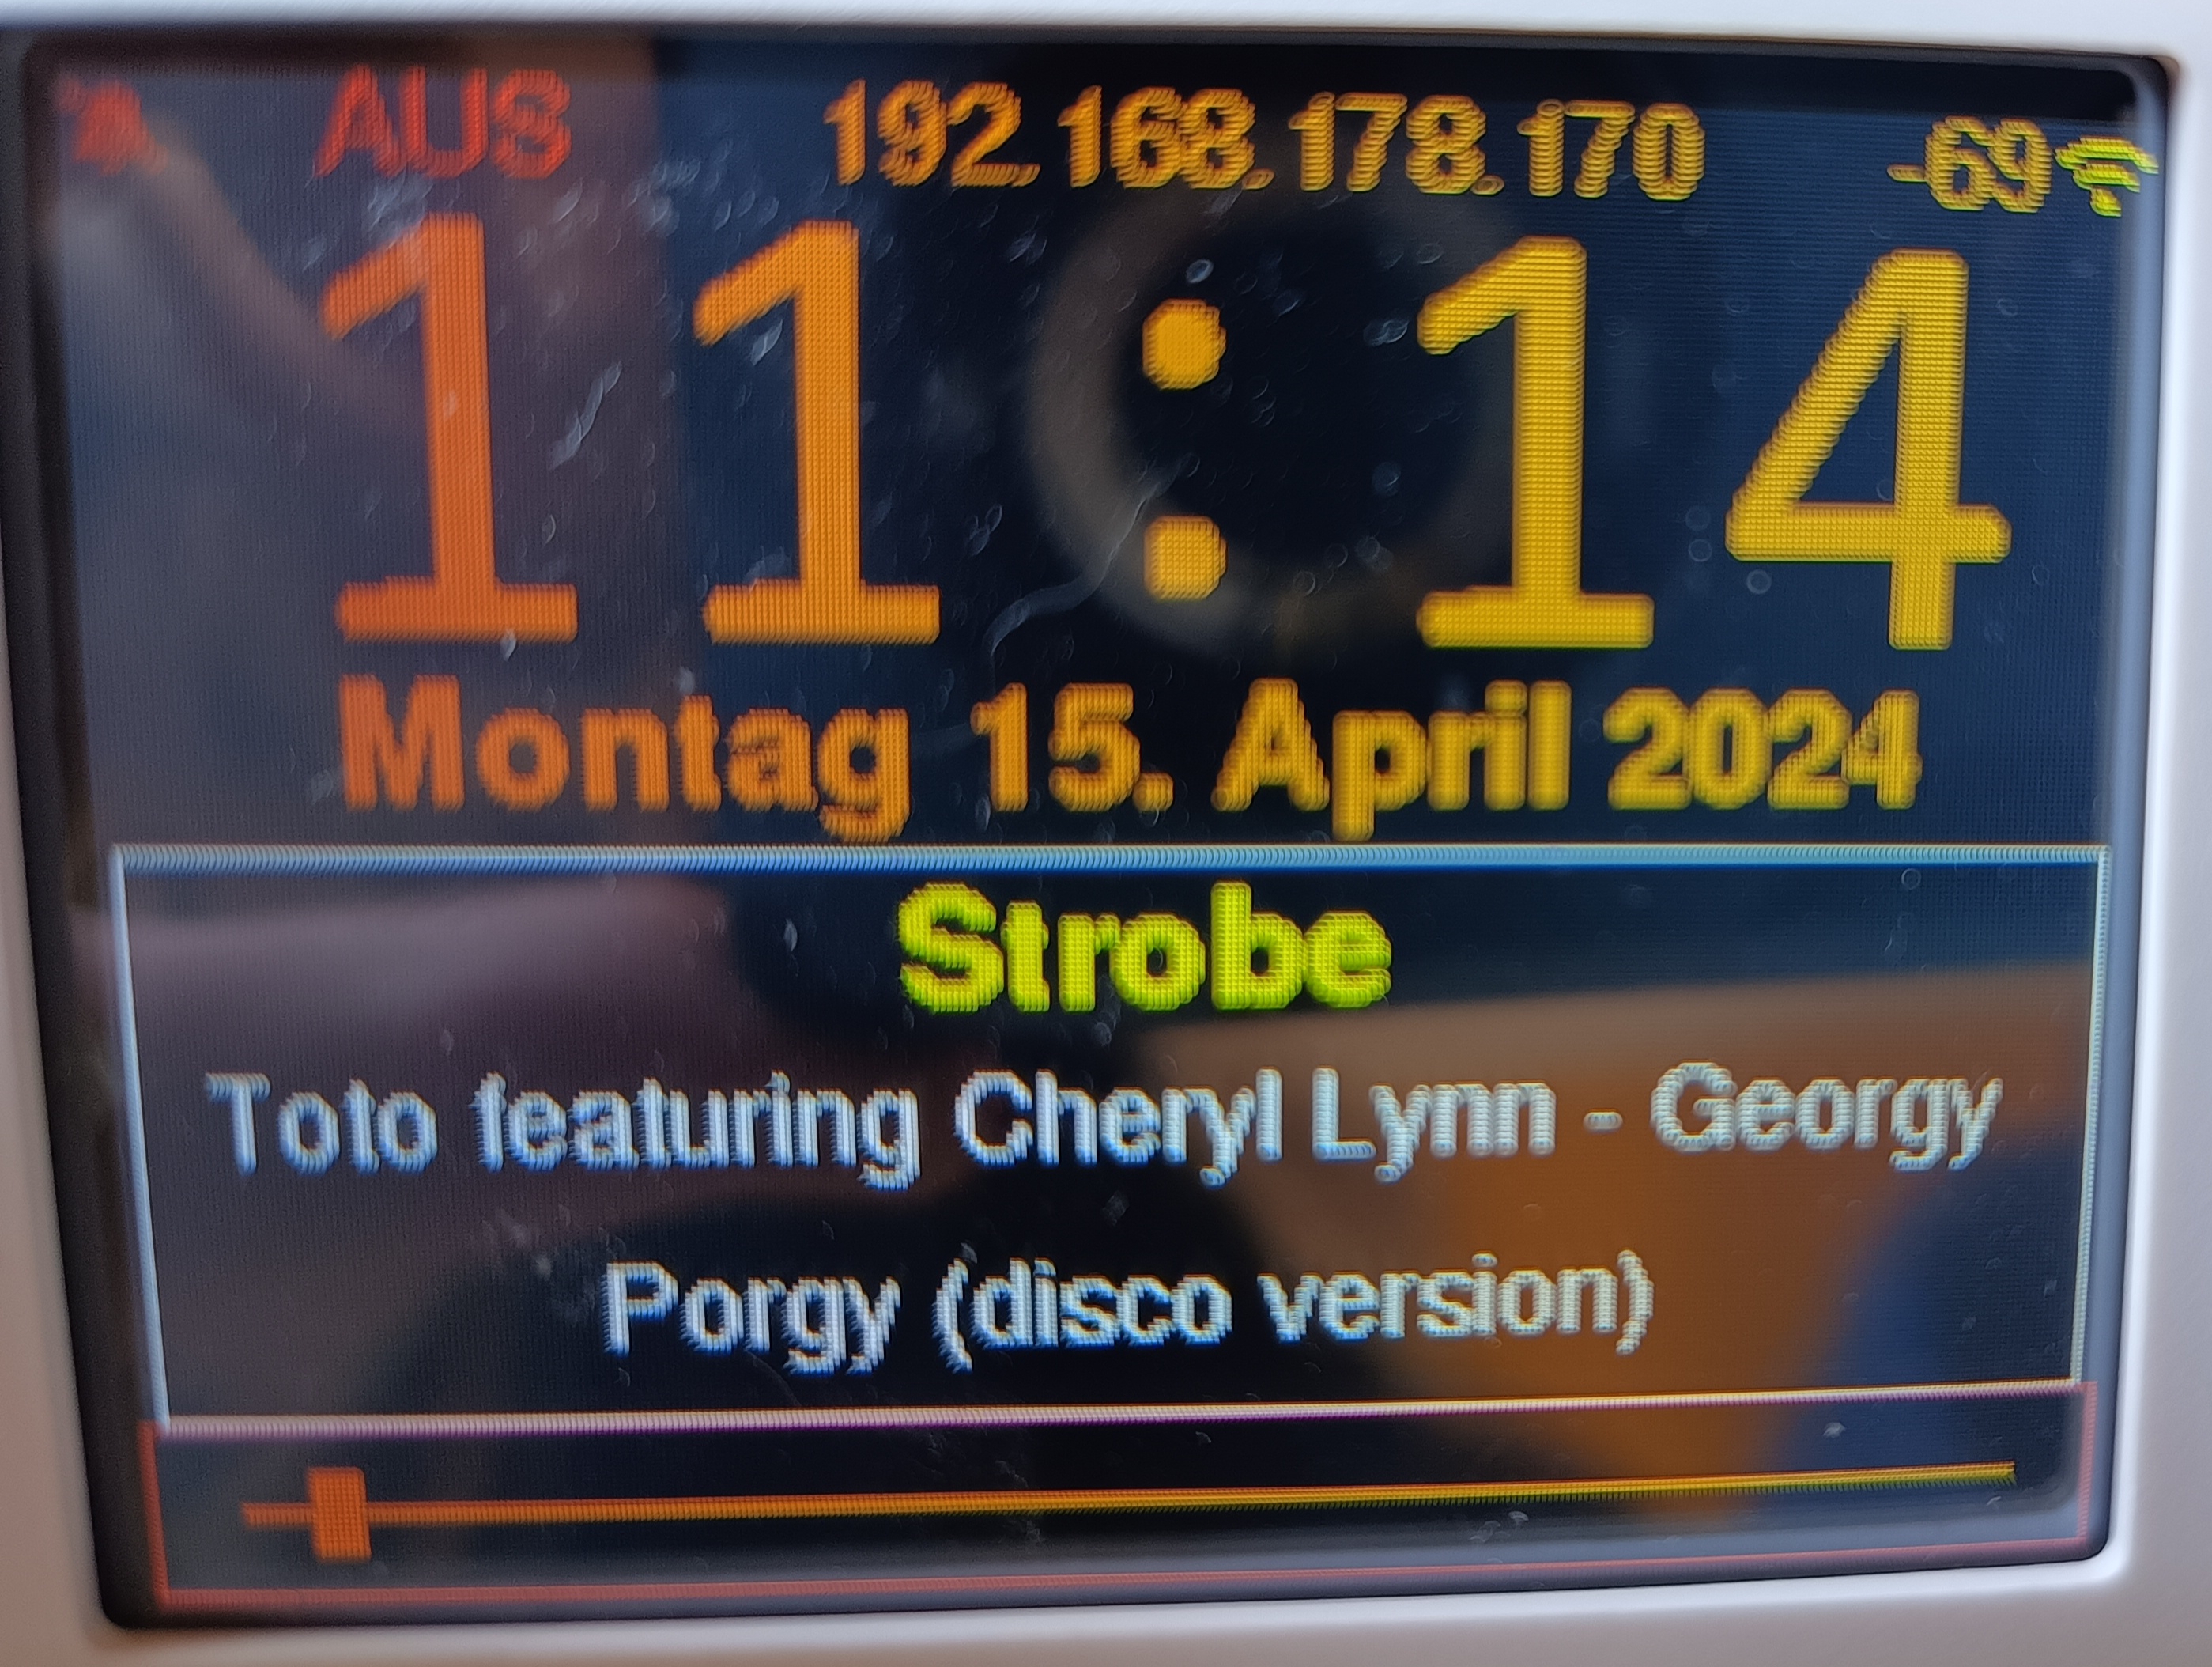 AUS 192.168.178.170 -69
11:14
Montag 15. April 2024
Strobe
Toto featuring Cheryl Lynn - Georgy
Porgy (disco version)